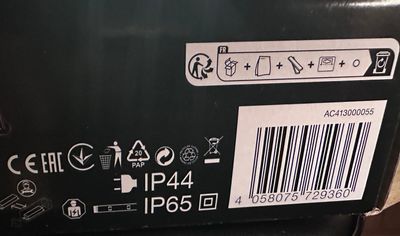 FR
+ + + +
AC413000055
CE EAC
20
PAP
IP44
IP65
4 058075 729360